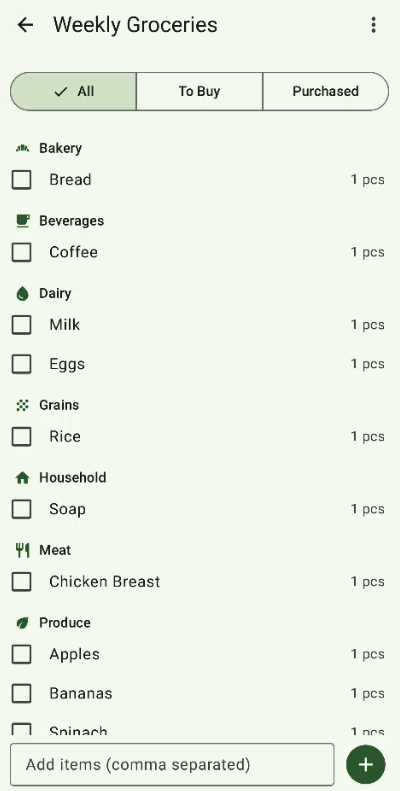 Weekly Groceries
All To Buy Purchased
Bakery
Bread 1 pcs
Beverages
Coffee 1 pcs
Dairy
Milk 1 pcs
Eggs 1 pcs
Grains
Rice 1 pcs
Household
Soap 1 pcs
Meat
Chicken Breast 1 pcs
Produce
Apples 1 pcs
Bananas 1 pcs
Spinach 1 pcs
Add items (comma separated)